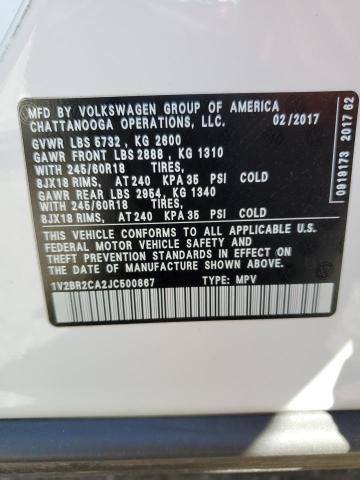 MFD BY VOLKSWAGEN GROUP OF AMERICA
CHATTANOOGA OPERATIONS, LLC. 02/2017
GVWR LBS 5732 , KG 2600
GAWR FRONT LBS 2888 , KG 1310
WITH 245/60R18 TIRES,
8JX18 RIMS, AT 240 KPA 35 PSI COLD
GAWR REAR LBS 2954, KG 1340
WITH 245/60R18 TIRES,
8JX18 RIMS, AT 240 KPA 35 PSI COLD
THIS VEHICLE CONFORMS TO ALL APPLICABLE U.S.
FEDERAL MOTOR VEHICLE SAFETY AND
THEFT PREVENTION STANDARDS IN EFFECT ON
THE DATE OF MANUFACTURE SHOWN ABOVE.
1V2BR2CA2JC500867 TYPE: MPV
0919173 2017 62